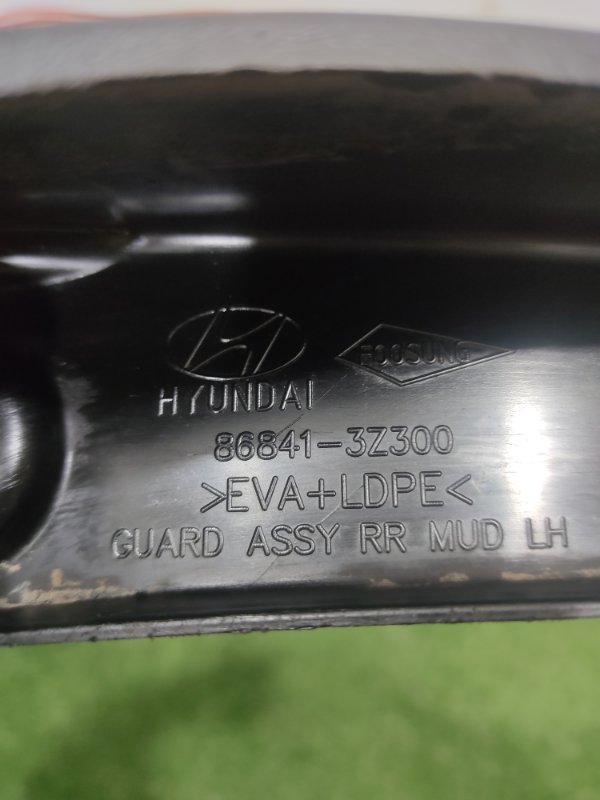 FOOSUNG
HYUNDAI
86841-3Z300
>EVA+LDPE<
GUARD ASSY RR MUD LH